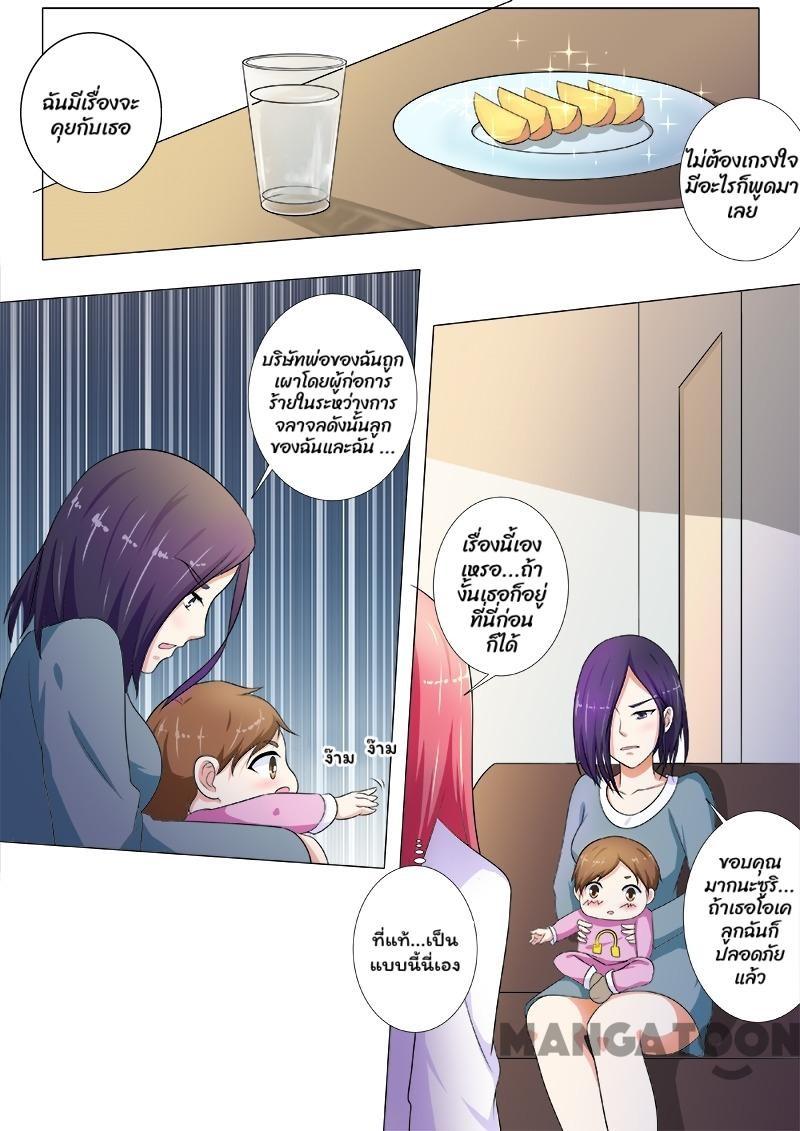 ฉันมีเรื่องจะ
คุยกับเธอ
ไม่ต้องเกรงใจ
มีอะไรก็พูดมา
เลย
บริษัทพ่อของฉันถูก
เผาโดยผู้ก่อการ
ร้ายในระหว่างการ
จลาจลดังนั้นลูก
ของฉันและฉัน ...
ง๊าม ง๊าม
เรื่องนี้เอง
เหรอ...ถ้า
งั้นเธอก็อยู่
ที่นี่ก่อน
ก็ได้
ขอบคุณ
มากนะซูริ...
ถ้าเธอโอเค
ลูกฉันก็
ปลอดภัย
แล้ว
ที่แท้...เป็น
แบบนี้นี่เอง
MANGATOON